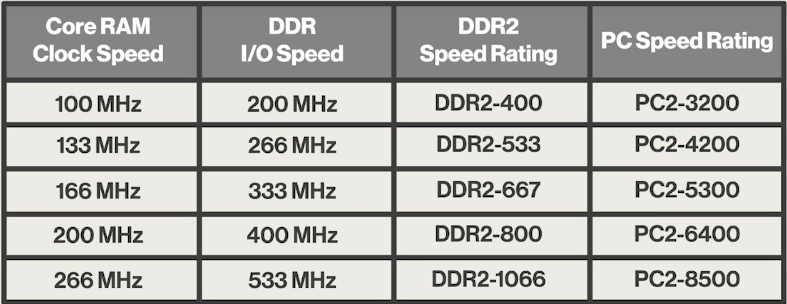 Core RAM Clock Speed DDR I/O Speed DDR2 Speed Rating PC Speed Rating
100 MHz 200 MHz DDR2-400 PC2-3200
133 MHz 266 MHz DDR2-533 PC2-4200
166 MHz 333 MHz DDR2-667 PC2-5300
200 MHz 400 MHz DDR2-800 PC2-6400
266 MHz 533 MHz DDR2-1066 PC2-8500